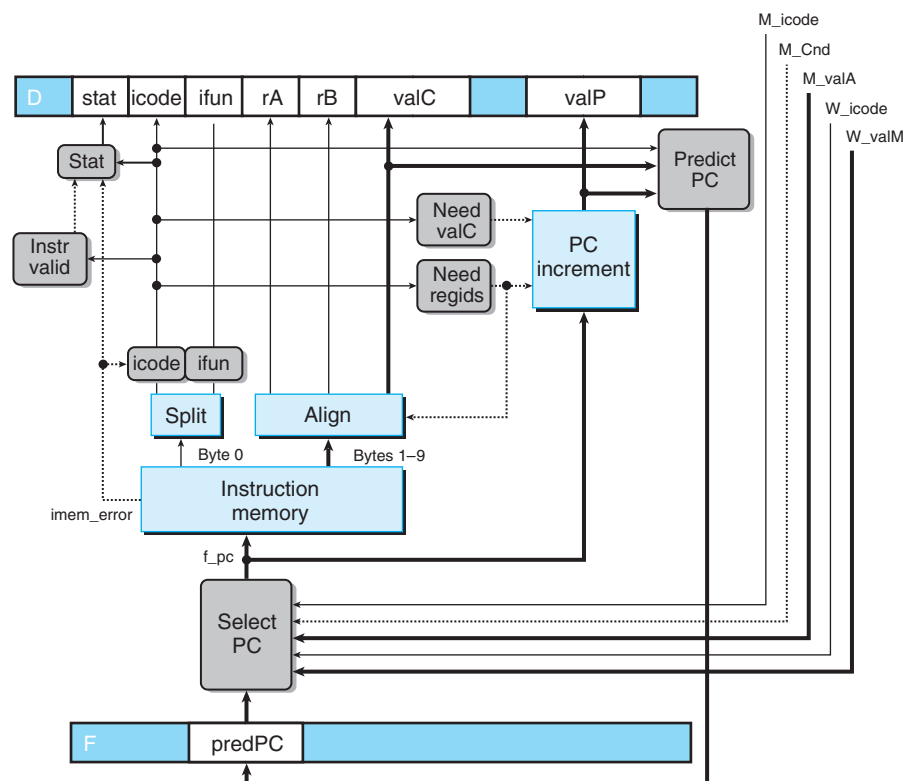 M_icode
M_Cnd
M_valA
W_icode
W_valM
D stat icode ifun rA rB valC valP
Stat
Predict
PC
Need
valC
PC
increment
Instr
valid
Need
regids
icode ifun
Split
Align
Byte 0
Bytes 1–9
Instruction
memory
imem_error
f_pc
Select
PC
F predPC